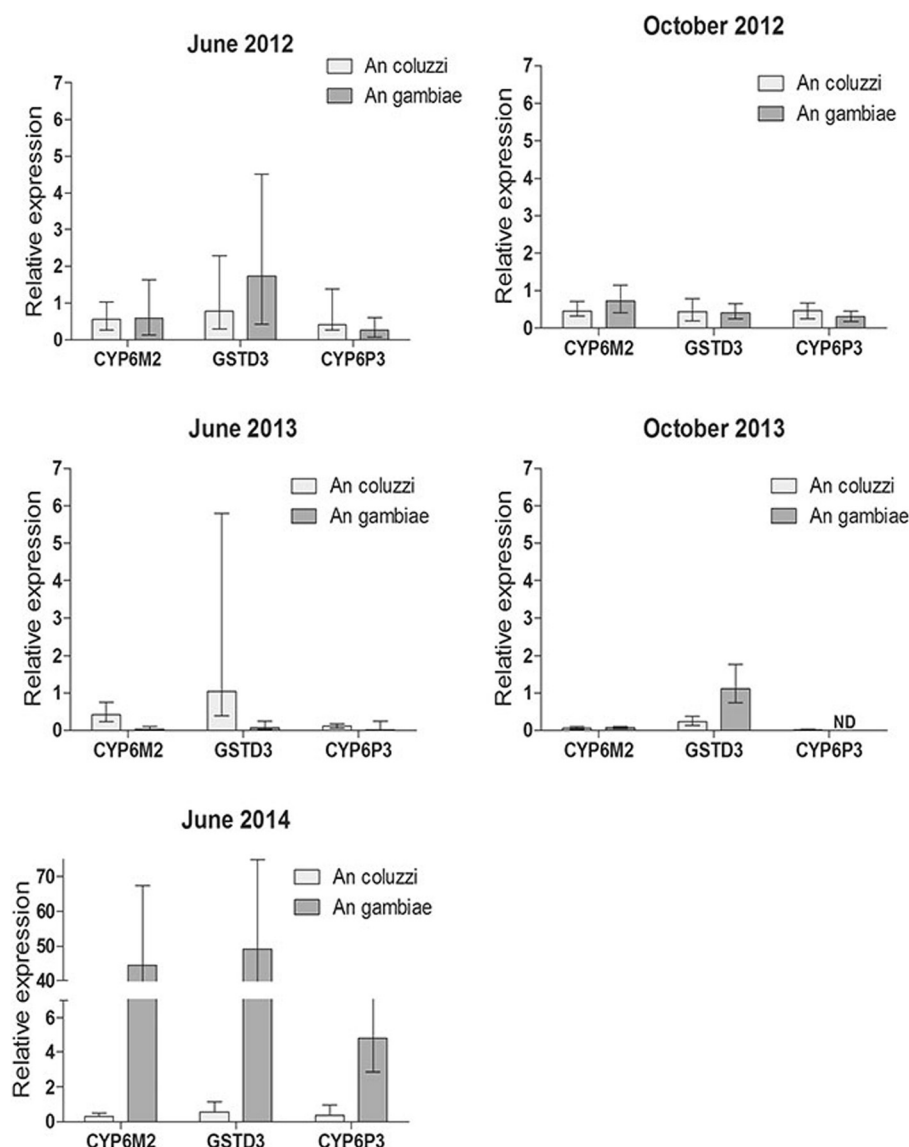 June 2012
An coluzzi
An gambiae
Relative expression
7
6
5
4
3
2
1
0
CYP6M2 GSTD3 CYP6P3
October 2012
An coluzzi
An gambiae
Relative expression
7
6
5
4
3
2
1
0
CYP6M2 GSTD3 CYP6P3
June 2013
An coluzzi
An gambiae
Relative expression
7
6
5
4
3
2
1
0
CYP6M2 GSTD3 CYP6P3
October 2013
An coluzzi
An gambiae
Relative expression
7
6
5
4
3
2
1
0
ND
CYP6M2 GSTD3 CYP6P3
June 2014
An coluzzi
An gambiae
Relative expression
70
60
50
40
6
4
2
0
CYP6M2 GSTD3 CYP6P3